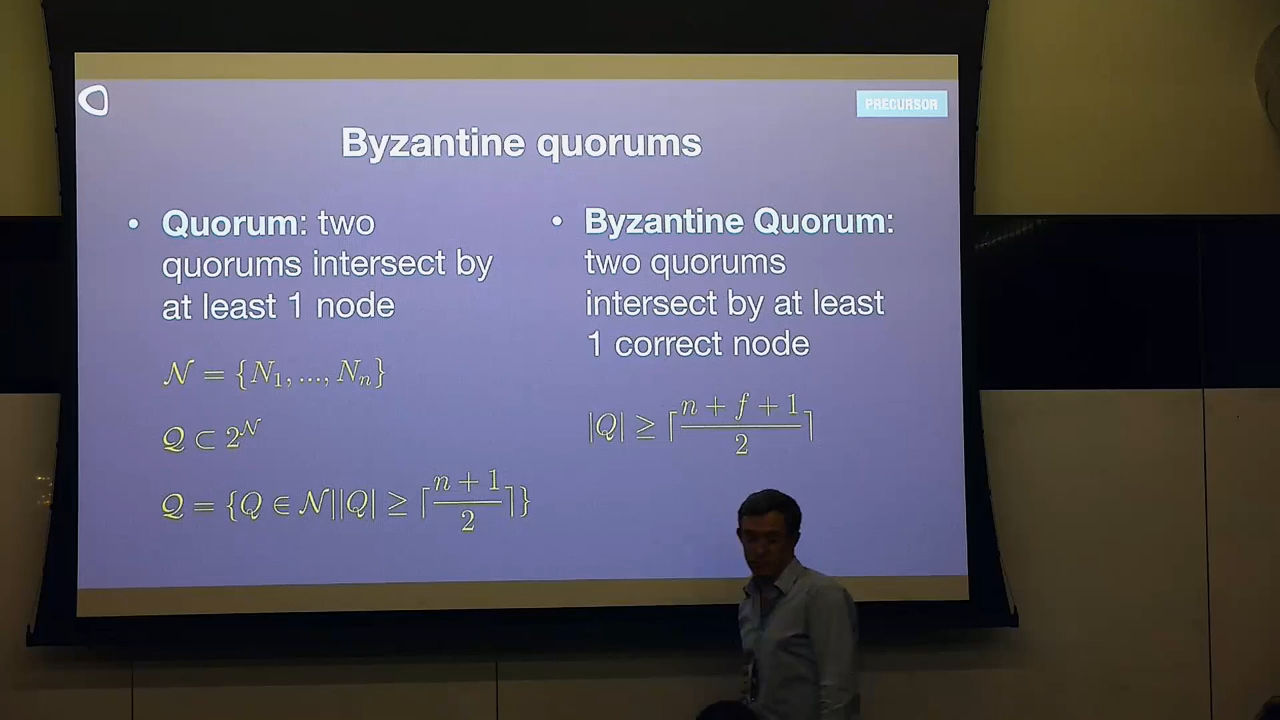 PRECURSOR
Byzantine quorums
• Quorum: two
quorums intersect by
at least 1 node
𝒩 = {N₁, ..., Nₙ}
𝒬 ⊂ 2^𝒩
𝒬 = {Q ∈ 𝒩||Q| ≥ ⌈(n + 1)/2⌉}
• Byzantine Quorum:
two quorums
intersect by at least
1 correct node
|Q| ≥ ⌈(n + f + 1)/2⌉